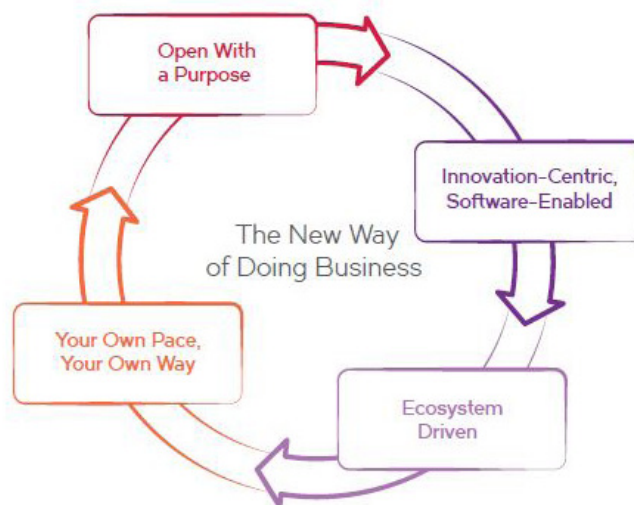 Open With
a Purpose
Innovation-Centric,
Software-Enabled
The New Way
of Doing Business
Your Own Pace,
Your Own Way
Ecosystem
Driven